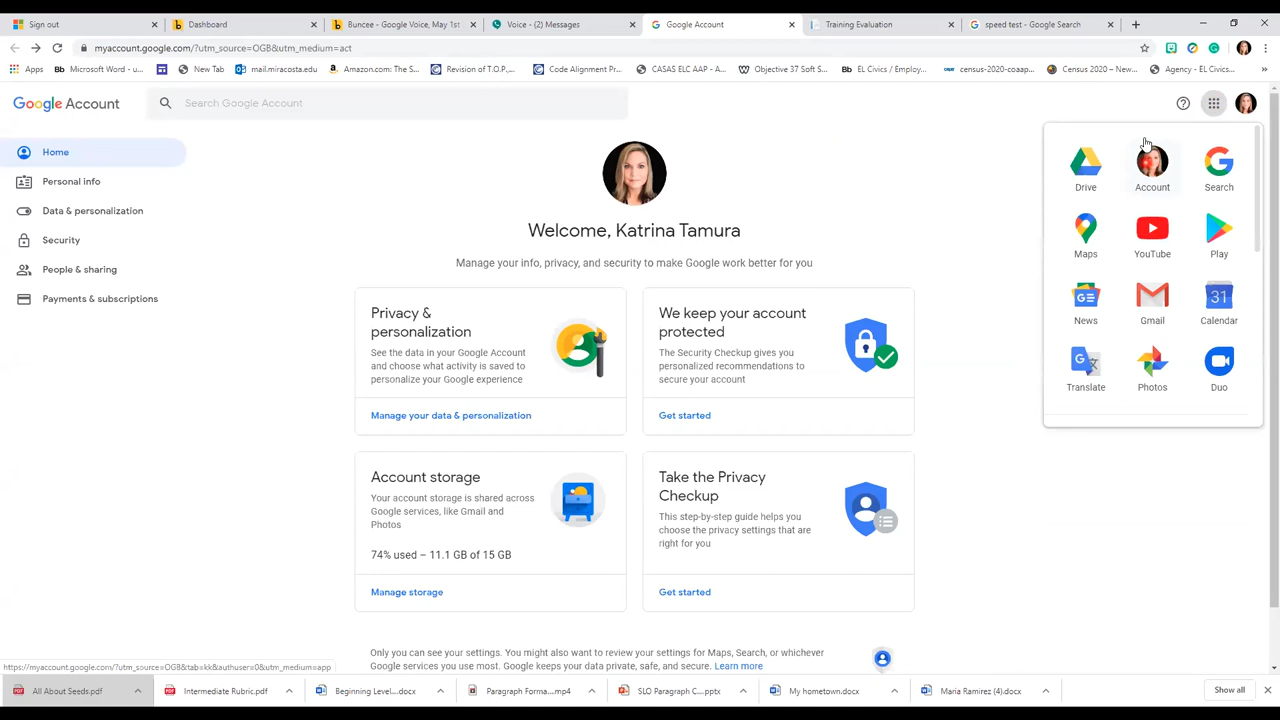 Sign out
Dashboard
Buncee - Google Voice, May 1st
Voice - (2) Messages
Google Account
Training Evaluation
speed test - Google Search
myaccount.google.com/?utm_source=OGB&utm_medium=act
Apps
Microsoft Word - u...
New Tab
mail.miracosta.edu
Amazon.com: The S...
Revision of T.O.P,...
Code Alignment Pr...
CASAS ELC AAP - A...
Objective 37 Soft S...
EL Civics / Employ...
census-2020-coaap...
Census 2020 – New...
Agency - EL Civics...
Google Account
Search Google Account
Home
Personal info
Data & personalization
Security
People & sharing
Payments & subscriptions
Welcome, Katrina Tamura
Manage your info, privacy, and security to make Google work better for you
Privacy &
personalization
See the data in your Google Account
and choose what activity is saved to
personalize your Google experience
Manage your data & personalization
We keep your account
protected
The Security Checkup gives you
personalized recommendations to
secure your account
Get started
Account storage
Your account storage is shared across
Google services, like Gmail and
Photos
74% used – 11.1 GB of 15 GB
Manage storage
Take the Privacy
Checkup
This step-by-step guide helps you
choose the privacy settings that are
right for you
Get started
Only you can see your settings. You might also want to review your settings for Maps, Search, or whichever
Google services you use most. Google keeps your data private, safe, and secure. Learn more
Drive
Account
Search
Maps
YouTube
Play
News
Gmail
31
Calendar
Translate
Photos
Duo
https://myaccount.google.com/?utm_source=OGB&tab=kk&authuser=0&utm_medium=app
All About Seeds.pdf
Intermediate Rubric.pdf
Beginning Level....docx
Paragraph Forma....mp4
SLO Paragraph C....pptx
My hometown.docx
Maria Ramirez (4).docx
Show all